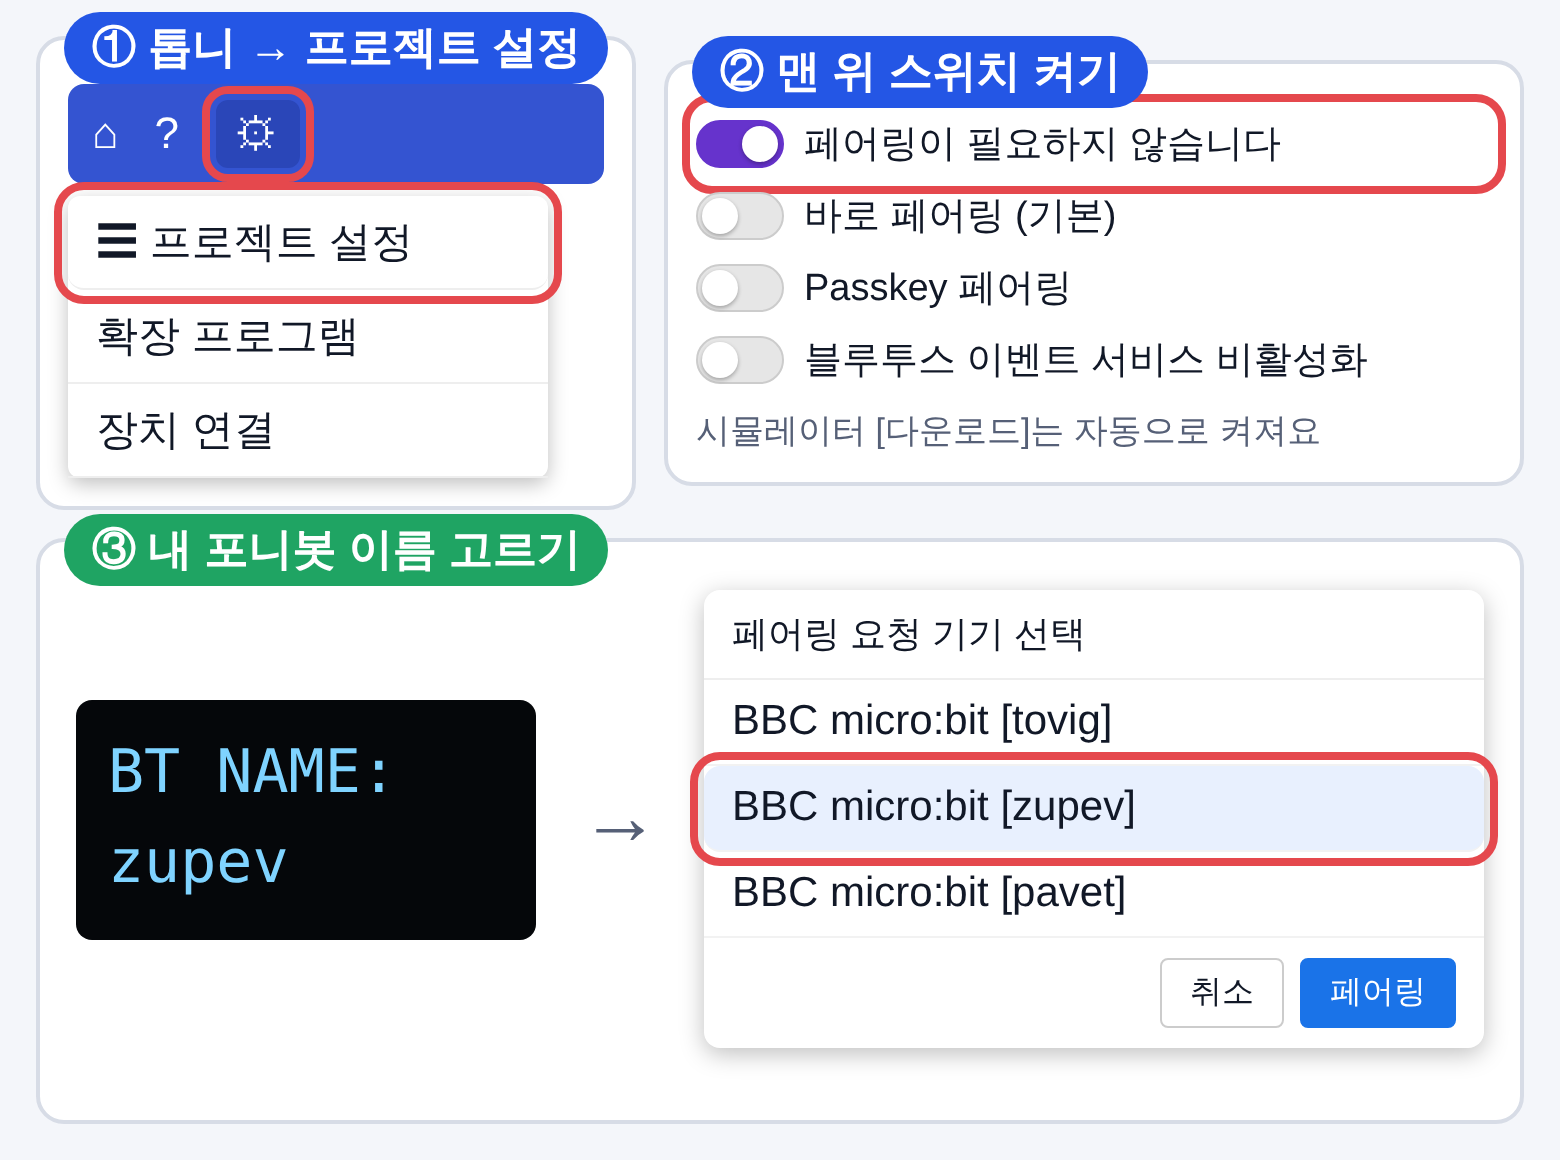 ① 톱니 → 프로젝트 설정
?
프로젝트 설정
확장 프로그램
장치 연결
② 맨 위 스위치 켜기
페어링이 필요하지 않습니다
바로 페어링 (기본)
Passkey 페어링
블루투스 이벤트 서비스 비활성화
시뮬레이터 [다운로드]는 자동으로 켜져요
③ 내 포니봇 이름 고르기
BT NAME:
zupev
→
페어링 요청 기기 선택
BBC micro:bit [tovig]
BBC micro:bit [zupev]
BBC micro:bit [pavet]
취소
페어링